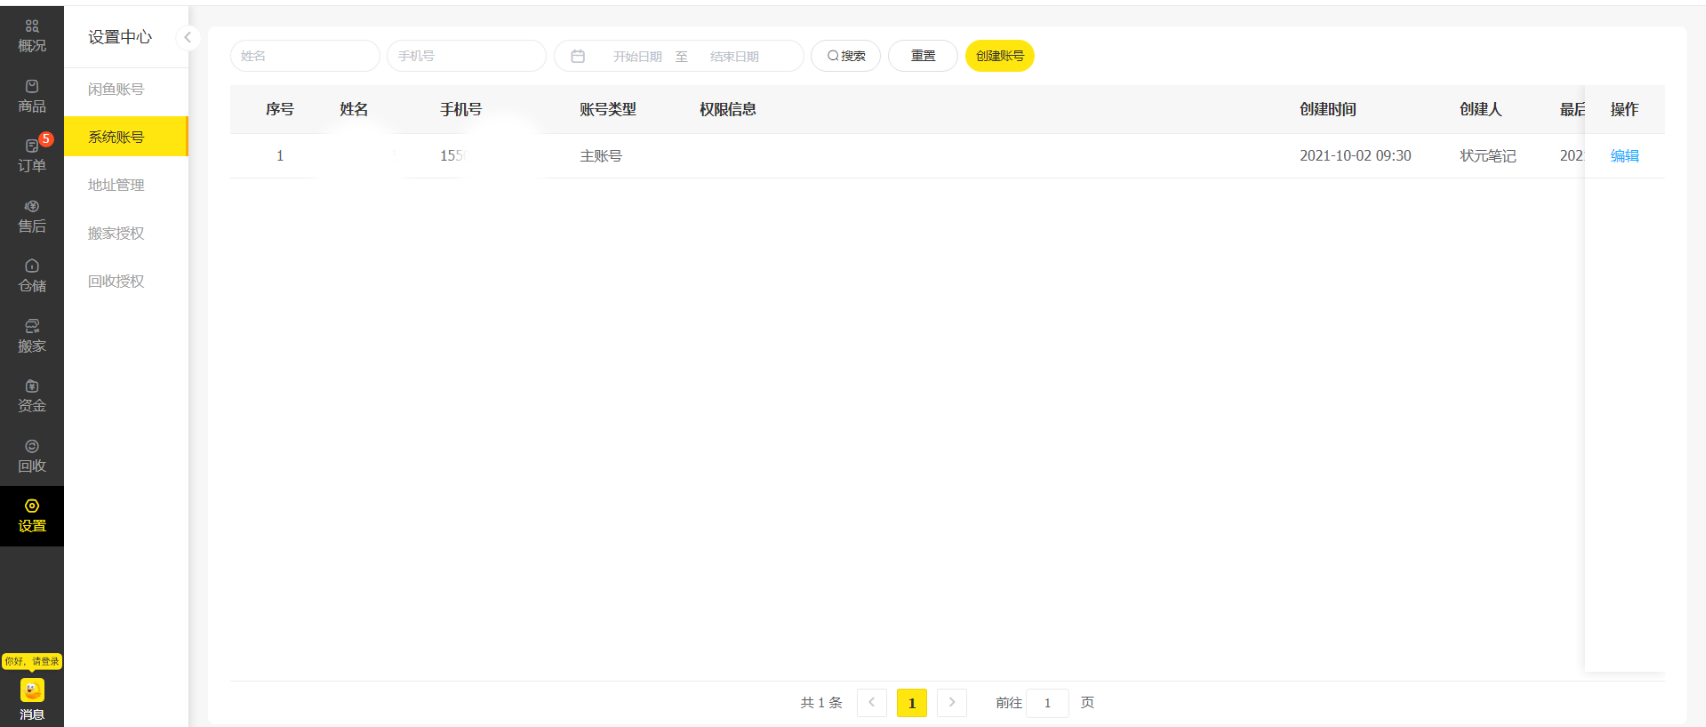 概况
商品
5
订单
售后
仓储
搬家
资金
回收
设置
你好，请登录
消息
设置中心
闲鱼账号
系统账号
地址管理
搬家授权
回收授权
姓名 手机号 开始日期 至 结束日期 搜索 重置 创建账号
序号 姓名 手机号 账号类型 权限信息 创建时间 创建人 最后 操作
1 155 主账号 2021-10-02 09:30 状元笔记 202 编辑
共 1 条 1 前往 1 页